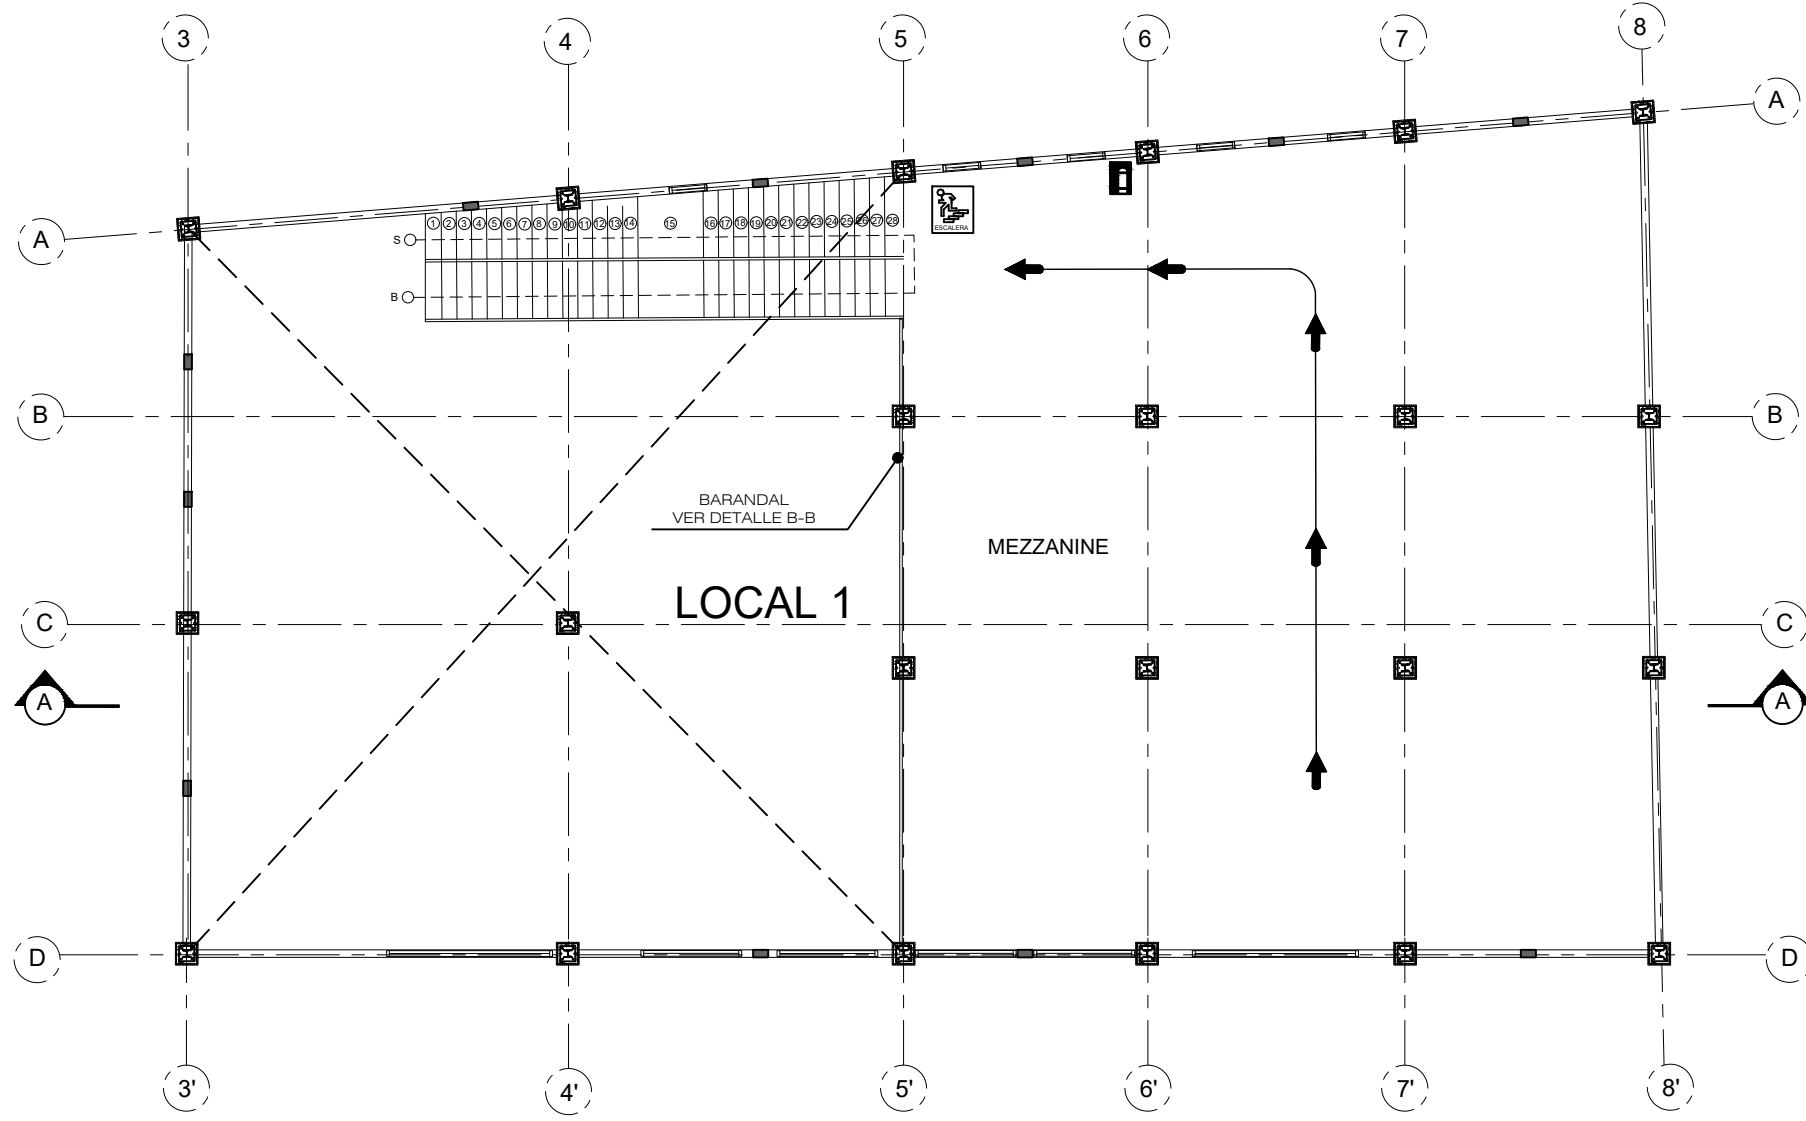 3
4
5
6
7
8
A
A
ESCALERA
1 2 3 4 5 6 7 8 9 10 11 12 13 14 15 16 17 18 19 20 21 22 23 24 25 26 27 28
S
A
B
B
B
BARANDAL
VER DETALLE B-B
MEZZANINE
LOCAL 1
C
C
A
D
D
3'
4'
5'
6'
7'
8'